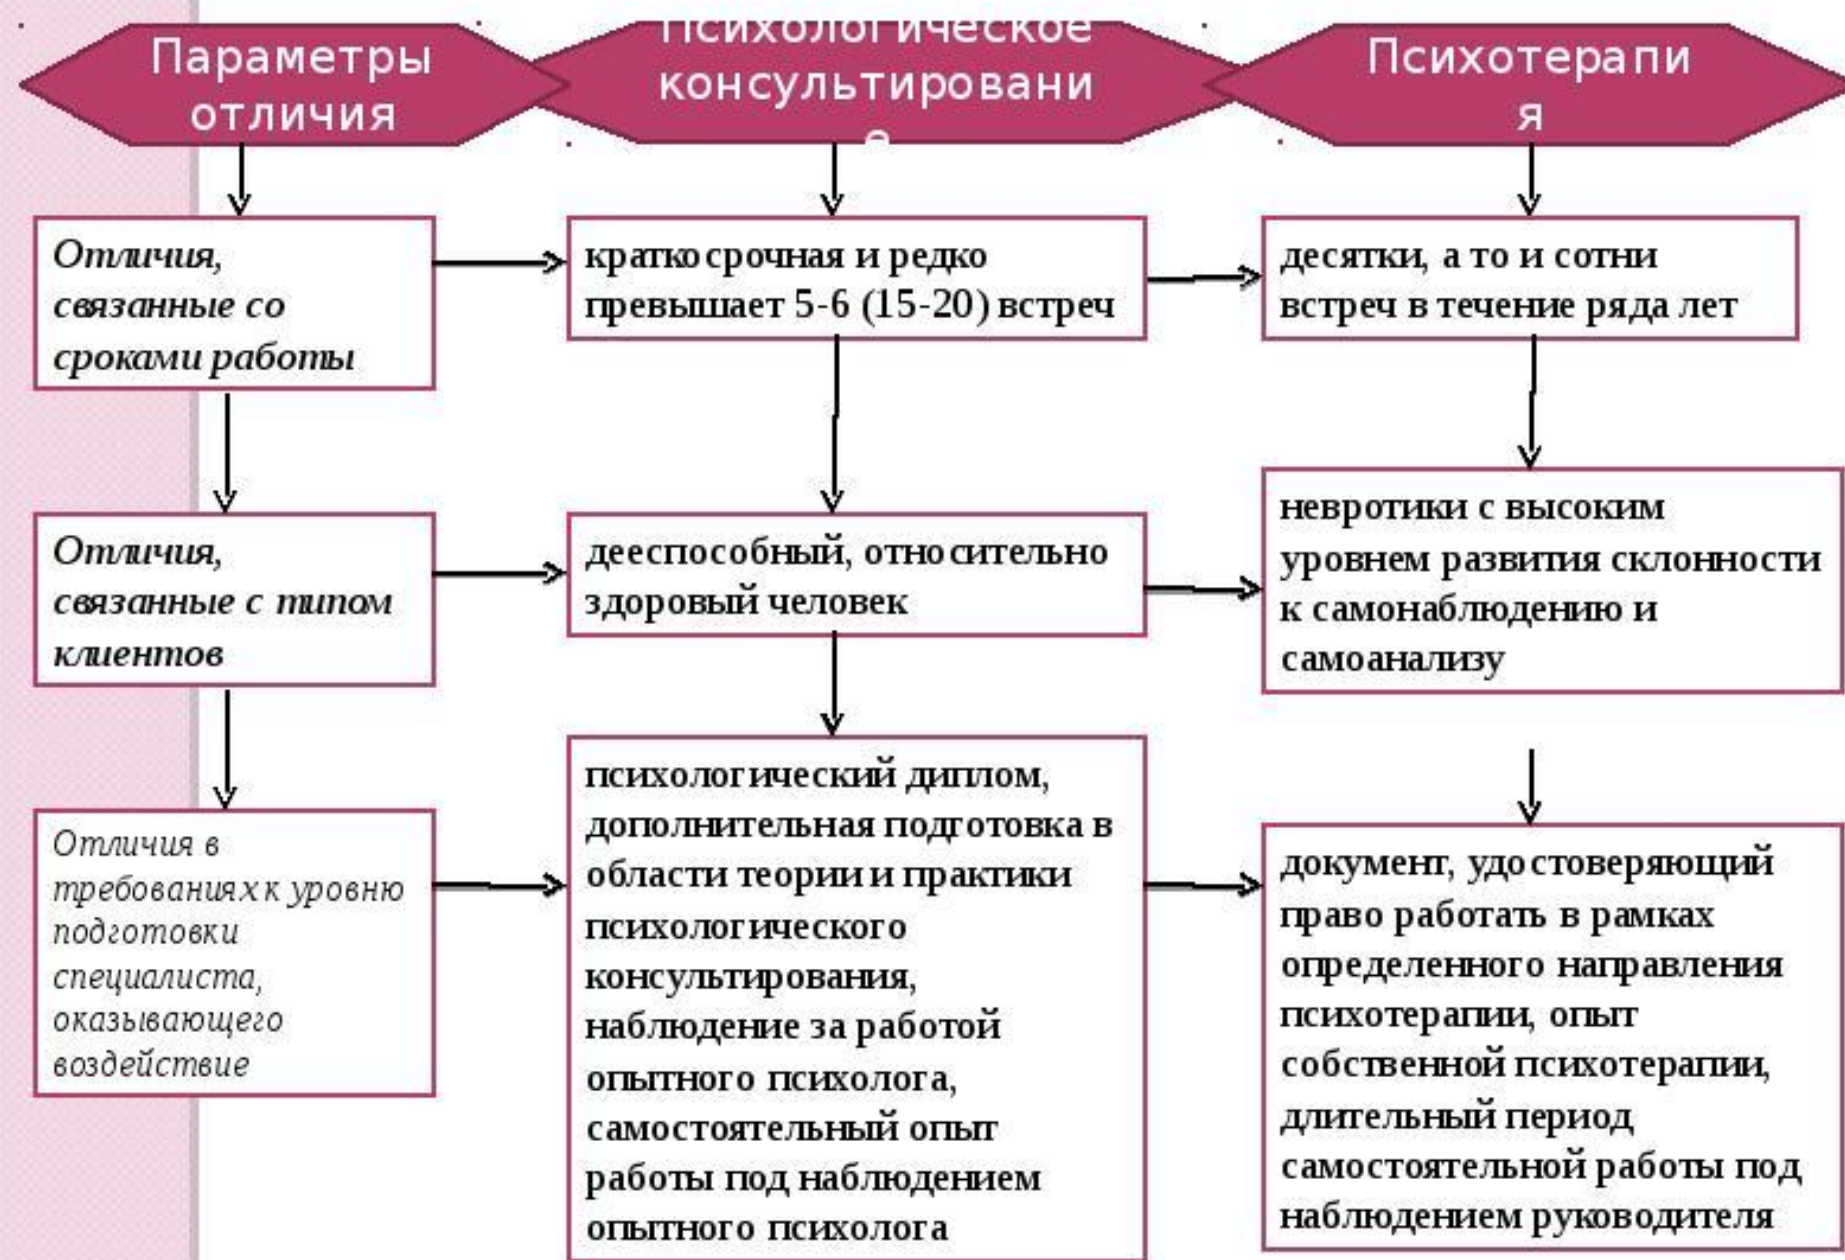 Параметры
отличия
Психологическое
консультировани
е
Психотерапи
я
Отличия,
связанные со
сроками работы
краткосрочная и редко
превышает 5-6 (15-20) встреч
десятки, а то и сотни
встреч в течение ряда лет
Отличия,
связанные с типом
клиентов
дееспособный, относительно
здоровый человек
невротики с высоким
уровнем развития склонности
к самонаблюдению и
самоанализу
Отличия в
требованиях к уровню
подготовки
специалиста,
оказывающего
воздействие
психологический диплом,
дополнительная подготовка в
области теории и практики
психологического
консультирования,
наблюдение за работой
опытного психолога,
самостоятельный опыт
работы под наблюдением
опытного психолога
документ, удостоверяющий
право работать в рамках
определенного направления
психотерапии, опыт
собственной психотерапии,
длительный период
самостоятельной работы под
наблюдением руководителя